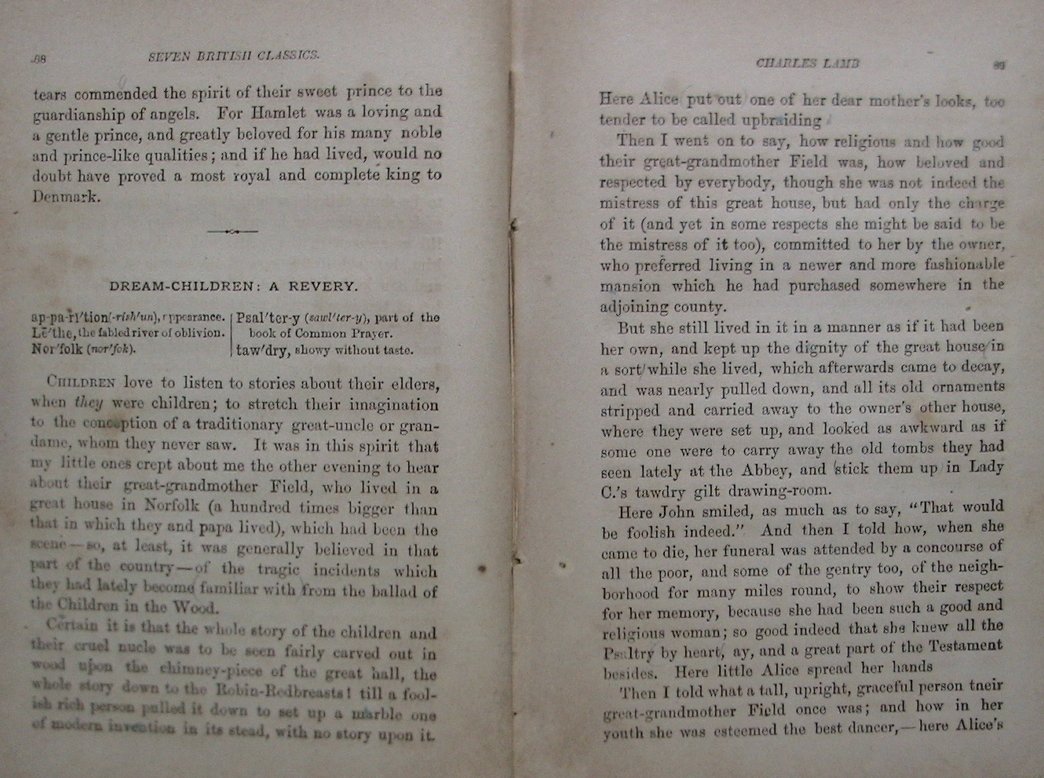 88
SEVEN BRITISH CLASSICS.
tears commended the spirit of their sweet prince to the
guardianship of angels. For Hamlet was a loving and
a gentle prince, and greatly beloved for his many noble
and prince-like qualities; and if he had lived, would no
doubt have proved a most royal and complete king to
Denmark.
DREAM-CHILDREN: A REVERY.
ap-pa-rĭ'tion (-rish'un), appearance.
Lē'the, the fabled river of oblivion.
Nor'folk (nor'fok).
Psal'ter-y (sawl'ter-y), part of the
book of Common Prayer.
taw'dry, showy without taste.
CHILDREN love to listen to stories about their elders,
when they were children; to stretch their imagination
to the conception of a traditionary great-uncle or gran-
dame, whom they never saw. It was in this spirit that
my little ones crept about me the other evening to hear
about their great-grandmother Field, who lived in a
great house in Norfolk (a hundred times bigger than
that in which they and papa lived), which had been the
scene—so, at least, it was generally believed in that
part of the country—of the tragic incidents which
they had lately become familiar with from the ballad of
the Children in the Wood.
Certain it is that the whole story of the children and
their cruel uncle was to be seen fairly carved out in
wood upon the chimney-piece of the great hall, the
whole story down to the Robin-Redbreasts! till a fool-
ish rich person pulled it down to set up a marble one
of modern invention in its stead, with no story upon it.
CHARLES LAMB
89
Here Alice put out one of her dear mother's looks, too
tender to be called upbraiding
Then I went on to say, how religious and how good
their great-grandmother Field was, how beloved and
respected by everybody, though she was not indeed the
mistress of this great house, but had only the charge
of it (and yet in some respects she might be said to be
the mistress of it too), committed to her by the owner,
who preferred living in a newer and more fashionable
mansion which he had purchased somewhere in the
adjoining county.
But she still lived in it in a manner as if it had been
her own, and kept up the dignity of the great house in
a sort while she lived, which afterwards came to decay,
and was nearly pulled down, and all its old ornaments
stripped and carried away to the owner's other house,
where they were set up, and looked as awkward as if
some one were to carry away the old tombs they had
seen lately at the Abbey, and stick them up in Lady
C.'s tawdry gilt drawing-room.
Here John smiled, as much as to say, "That would
be foolish indeed." And then I told how, when she
came to die, her funeral was attended by a concourse of
all the poor, and some of the gentry too, of the neigh-
borhood for many miles round, to show their respect
for her memory, because she had been such a good and
religious woman; so good indeed that she knew all the
Psaltry by heart, ay, and a great part of the Testament
besides. Here little Alice spread her hands
Then I told what a tall, upright, graceful person their
great-grandmother Field once was; and how in her
youth she was esteemed the best dancer,—here Alice's